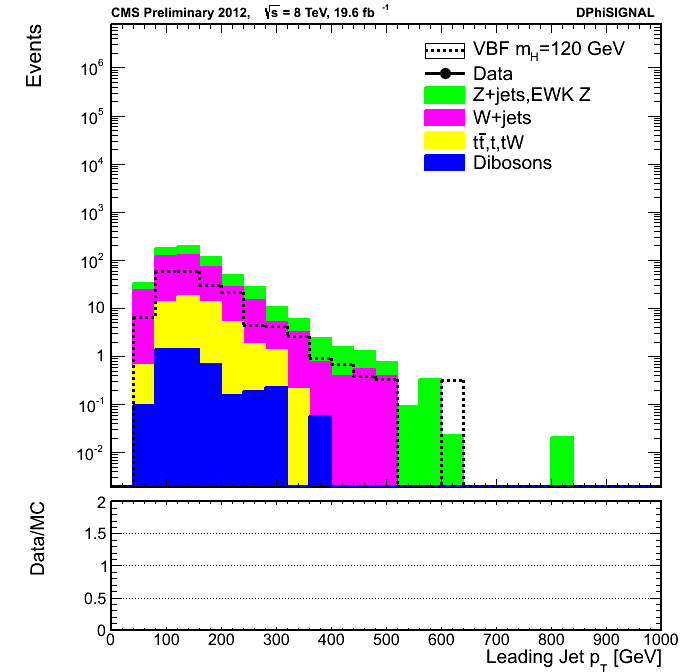 CMS Preliminary 2012, √s = 8 TeV, 19.6 fb⁻¹ DPhiSIGNAL
Events
VBF m_H=120 GeV
Data
Z+jets,EWK Z
W+jets
tt̄,t,tW
Dibosons
10⁶
10⁵
10⁴
10³
10²
10
1
10⁻¹
10⁻²
Data/MC
2
1.5
1
0.5
0
0 100 200 300 400 500 600 700 800 900 1000
Leading Jet p_T [GeV]